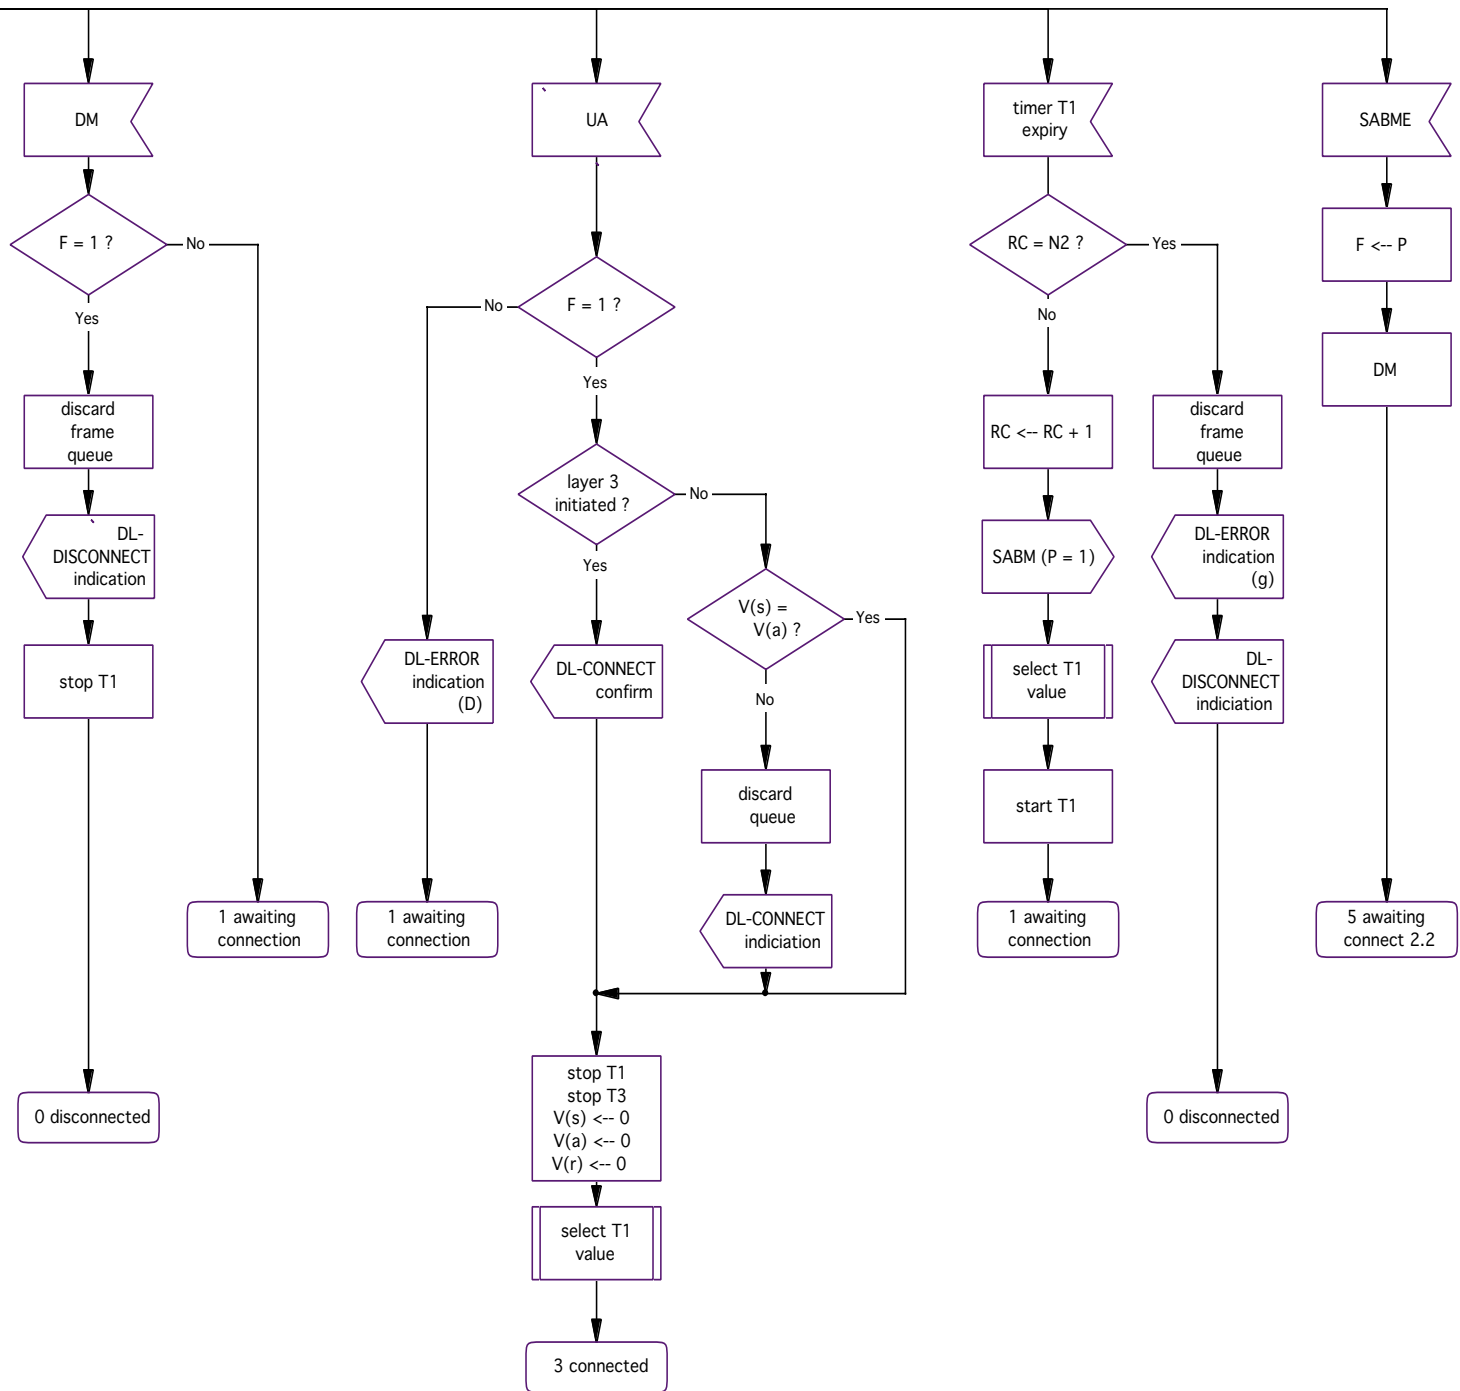 DM
F = 1 ?
No
Yes
discard
frame
queue
DL-
DISCONNECT
indication
stop T1
1 awaiting
connection
0 disconnected
UA
F = 1 ?
No
Yes
DL-ERROR
indication
(D)
1 awaiting
connection
layer 3
initiated ?
No
Yes
DL-CONNECT
confirm
V(s) =
V(a) ?
Yes
No
discard
queue
DL-CONNECT
indiciation
stop T1
stop T3
V(s) <-- 0
V(a) <-- 0
V(r) <-- 0
select T1
value
3 connected
timer T1
expiry
RC = N2 ?
Yes
No
RC <-- RC + 1
SABM (P = 1)
select T1
value
start T1
1 awaiting
connection
discard
frame
queue
DL-ERROR
indication
(g)
DL-
DISCONNECT
indiciation
0 disconnected
SABME
F <-- P
DM
5 awaiting
connect 2.2